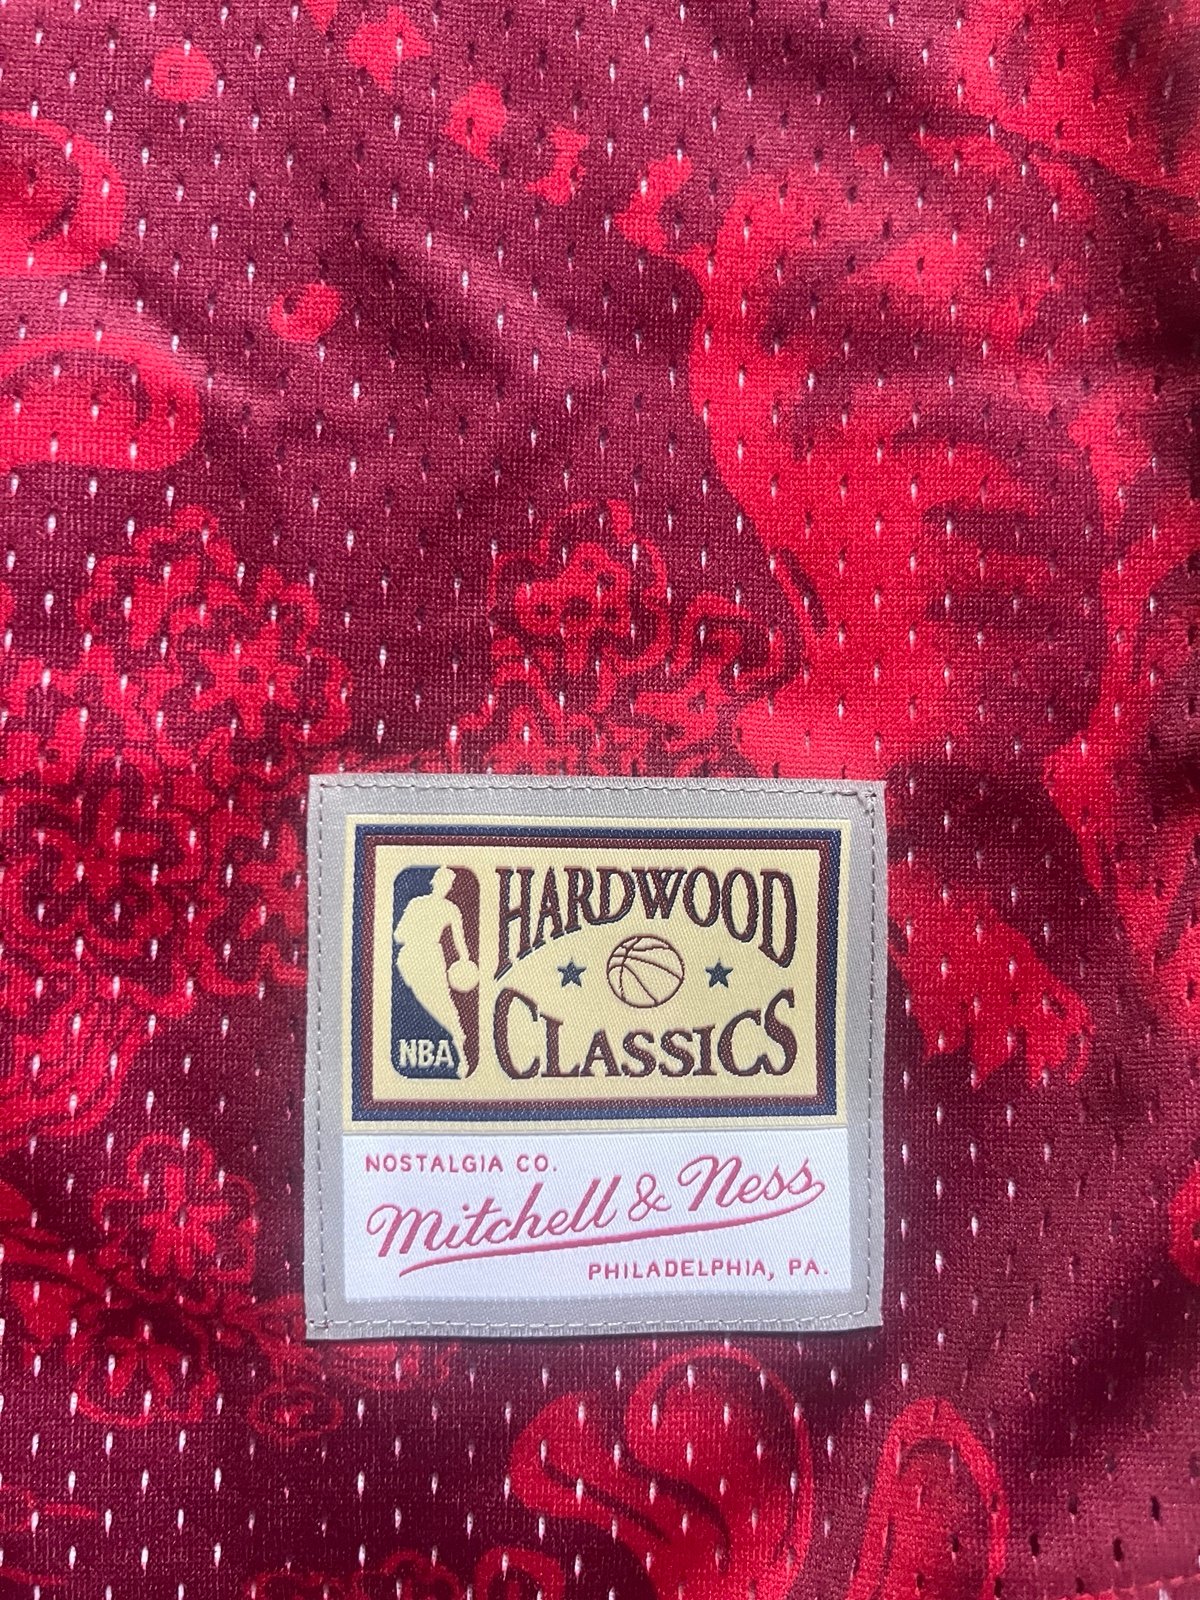 HARDWOOD
CLASSICS
NBA
NOSTALGIA CO.
Mitchell & Ness
PHILADELPHIA, PA.